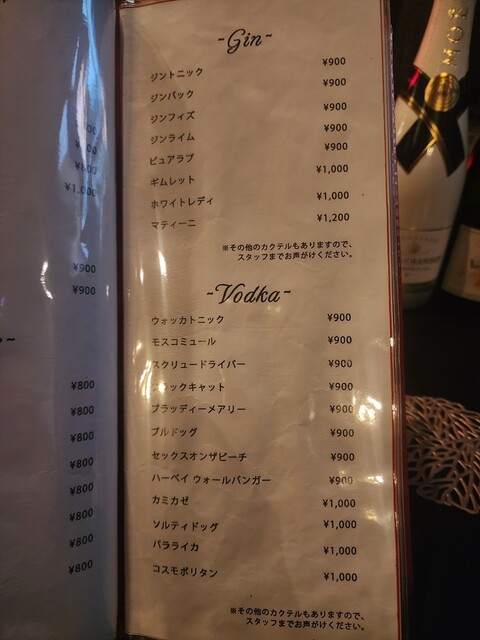 ¥1,000
¥900
¥900
¥800
¥800
¥800
¥800
¥800
¥800
¥800
¥800
-Gin-
ジントニック ¥900
ジンバック ¥900
ジンフィズ ¥900
ジンライム ¥900
ピュアラブ ¥900
ギムレット ¥1,000
ホワイトレディ ¥1,000
マティーニ ¥1,200
※その他のカクテルもありますので、
スタッフまでお声がけください。
-Vodka-
ウォッカトニック ¥900
モスコミュール ¥900
スクリュードライバー ¥900
ブラックキャット ¥900
ブラッディーメアリー ¥900
ブルドッグ ¥900
セックスオンザビーチ ¥900
ハーベイ ウォールバンガー ¥900
カミカゼ ¥1,000
ソルティドッグ ¥1,000
バラライカ ¥1,000
コスモポリタン ¥1,000
※その他のカクテルもありますので、
スタッフまでお声がけください。
MOË